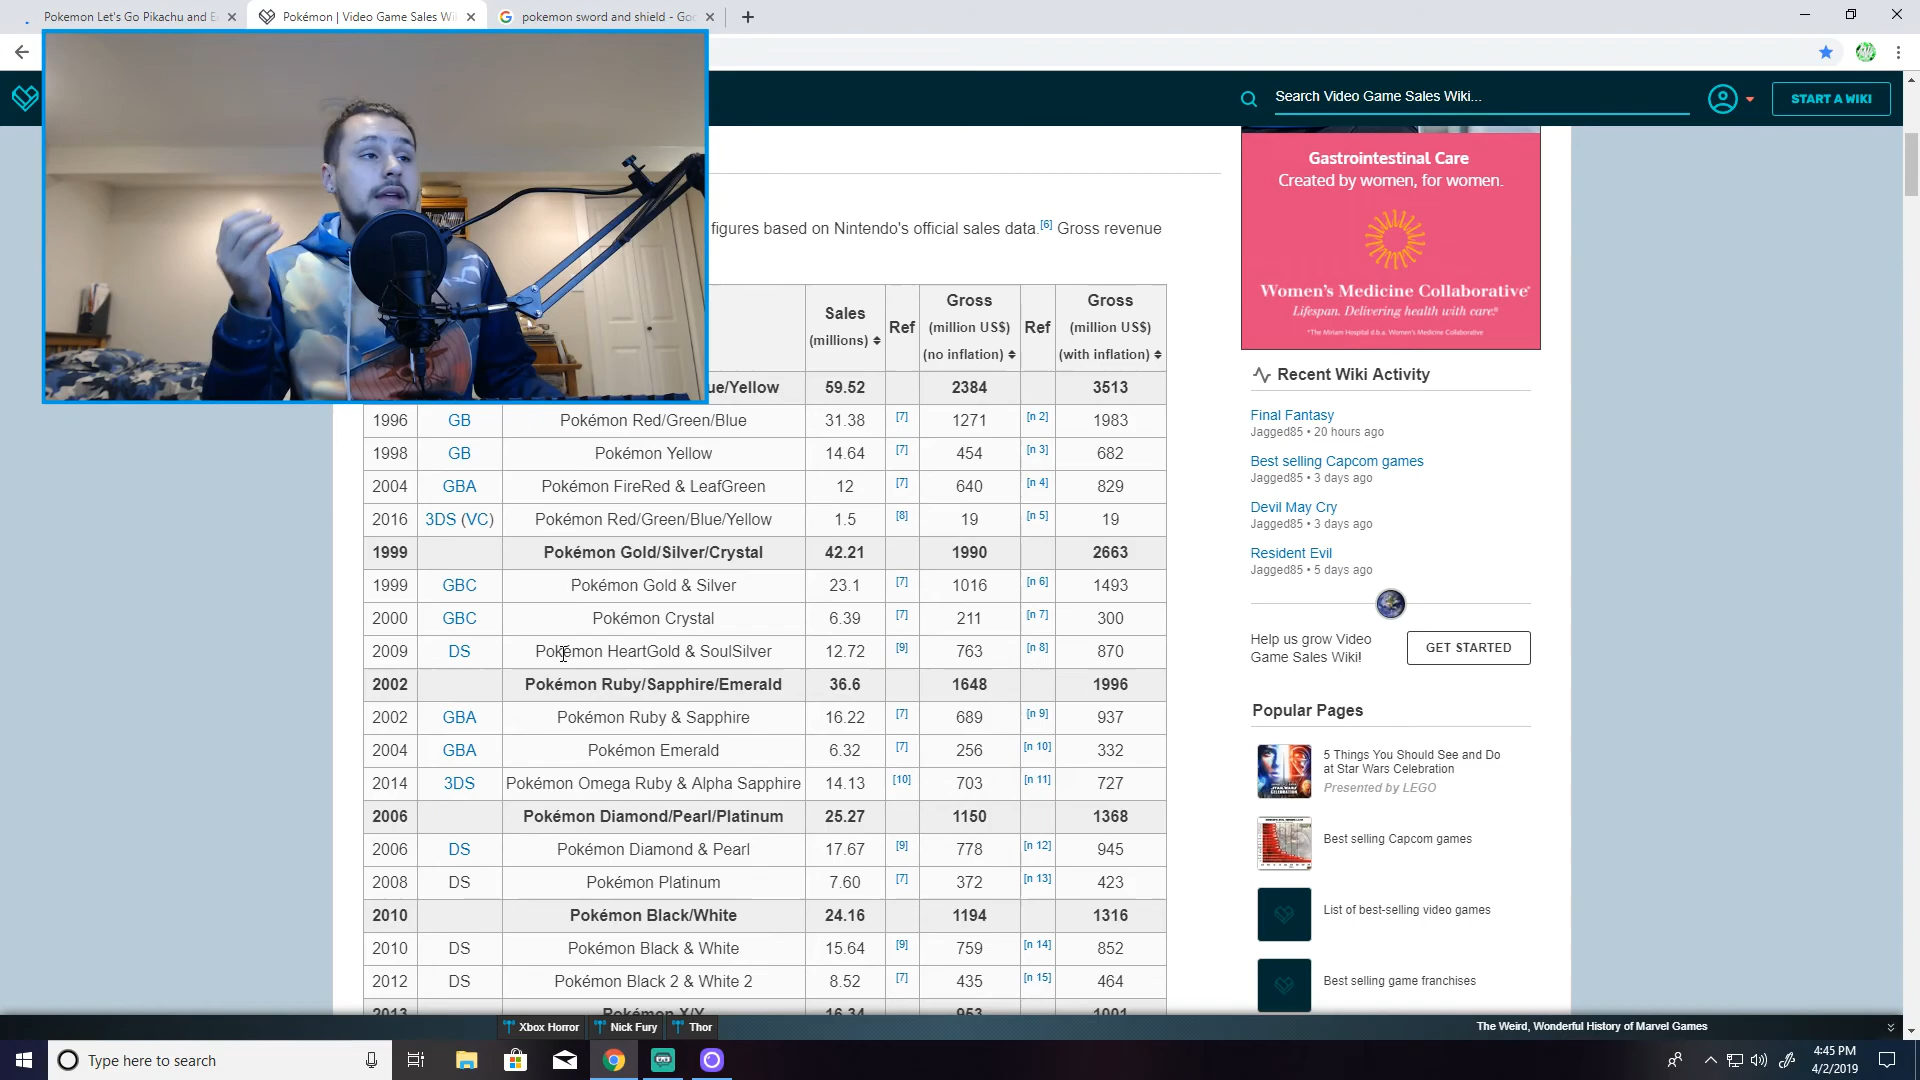 Pokemon Let's Go Pikachu and E
Pokémon | Video Game Sales Wi
pokemon sword and shield - Goo
Search Video Game Sales Wiki...
START A WIKI
figures based on Nintendo's official sales data.[6] Gross revenue
Sales (millions) Ref Gross (million US$) (no inflation) Ref Gross (million US$) (with inflation)
ue/Yellow 59.52 2384 3513
1996 GB Pokémon Red/Green/Blue 31.38 [7] 1271 [n 2] 1983
1998 GB Pokémon Yellow 14.64 [7] 454 [n 3] 682
2004 GBA Pokémon FireRed & LeafGreen 12 [7] 640 [n 4] 829
2016 3DS (VC) Pokémon Red/Green/Blue/Yellow 1.5 [8] 19 [n 5] 19
1999 Pokémon Gold/Silver/Crystal 42.21 1990 2663
1999 GBC Pokémon Gold & Silver 23.1 [7] 1016 [n 6] 1493
2000 GBC Pokémon Crystal 6.39 [7] 211 [n 7] 300
2009 DS Pokémon HeartGold & SoulSilver 12.72 [9] 763 [n 8] 870
2002 Pokémon Ruby/Sapphire/Emerald 36.6 1648 1996
2002 GBA Pokémon Ruby & Sapphire 16.22 [7] 689 [n 9] 937
2004 GBA Pokémon Emerald 6.32 [7] 256 [n 10] 332
2014 3DS Pokémon Omega Ruby & Alpha Sapphire 14.13 [10] 703 [n 11] 727
2006 Pokémon Diamond/Pearl/Platinum 25.27 1150 1368
2006 DS Pokémon Diamond & Pearl 17.67 [9] 778 [n 12] 945
2008 DS Pokémon Platinum 7.60 [7] 372 [n 13] 423
2010 Pokémon Black/White 24.16 1194 1316
2010 DS Pokémon Black & White 15.64 [9] 759 [n 14] 852
2012 DS Pokémon Black 2 & White 2 8.52 [7] 435 [n 15] 464
2013 Pokémon X/Y 16.34 953 1001
Gastrointestinal Care
Created by women, for women.
Women's Medicine Collaborative
Lifespan. Delivering health with care.®
*The Miriam Hospital d.b.a. Women's Medicine Collaborative
Recent Wiki Activity
Final Fantasy
Jagged85 • 20 hours ago
Best selling Capcom games
Jagged85 • 3 days ago
Devil May Cry
Jagged85 • 3 days ago
Resident Evil
Jagged85 • 5 days ago
Help us grow Video
Game Sales Wiki!
GET STARTED
Popular Pages
5 Things You Should See and Do
at Star Wars Celebration
Presented by LEGO
Best selling Capcom games
List of best-selling video games
Best selling game franchises
Xbox Horror Nick Fury Thor
The Weird, Wonderful History of Marvel Games
Type here to search
4:45 PM
4/2/2019